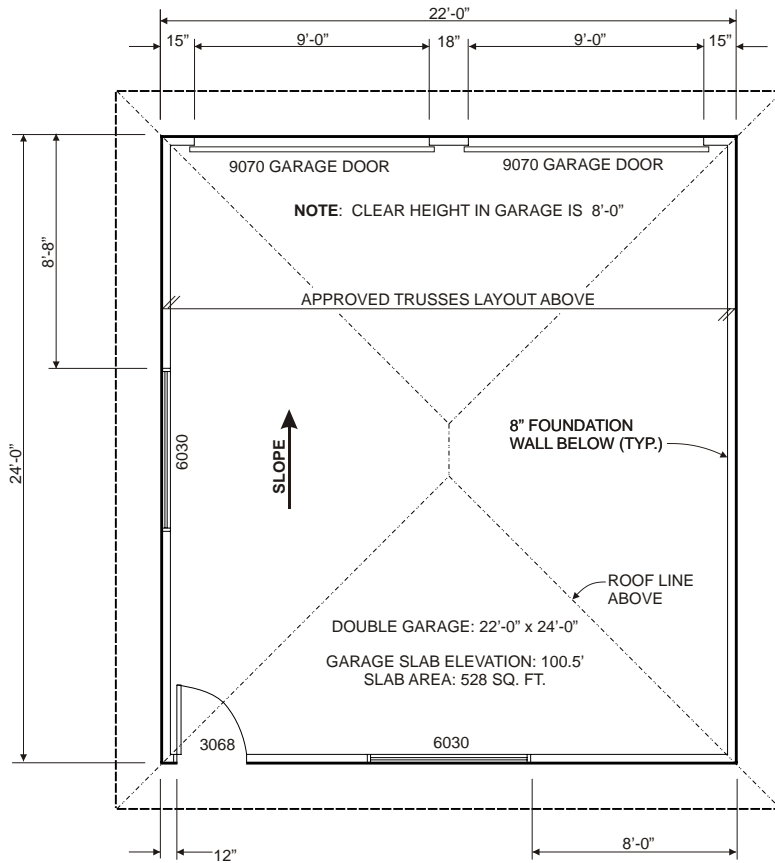 22’-0”
15” 9’-0” 18” 9’-0” 15”
9070 GARAGE DOOR 9070 GARAGE DOOR
NOTE: CLEAR HEIGHT IN GARAGE IS 8’-0”
8’-8”
APPROVED TRUSSES LAYOUT ABOVE
24’-0”
6030
SLOPE
8” FOUNDATION
WALL BELOW (TYP.)
ROOF LINE
ABOVE
DOUBLE GARAGE: 22’-0” x 24’-0”
GARAGE SLAB ELEVATION: 100.5’
SLAB AREA: 528 SQ. FT.
3068 6030
12” 8’-0”